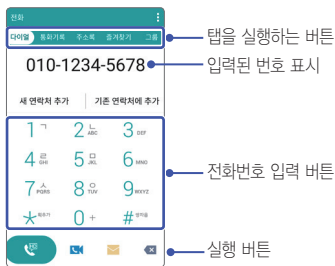 전화
다이얼 통화기록 주소록 즐겨찾기 그룹
탭을 실행하는 버튼
010-1234-5678
입력된 번호 표시
새 연락처 추가 기존 연락처에 추가
1 ㄱ 2 ㄴ ABC 3 DEF
4 ㄹ GHI 5 ㅁ JKL 6 MNO
전화번호 입력 버튼
7 ㅅ PQRS 8 ㅇ TUV 9 WXYZ
* 0 + #
실행 버튼